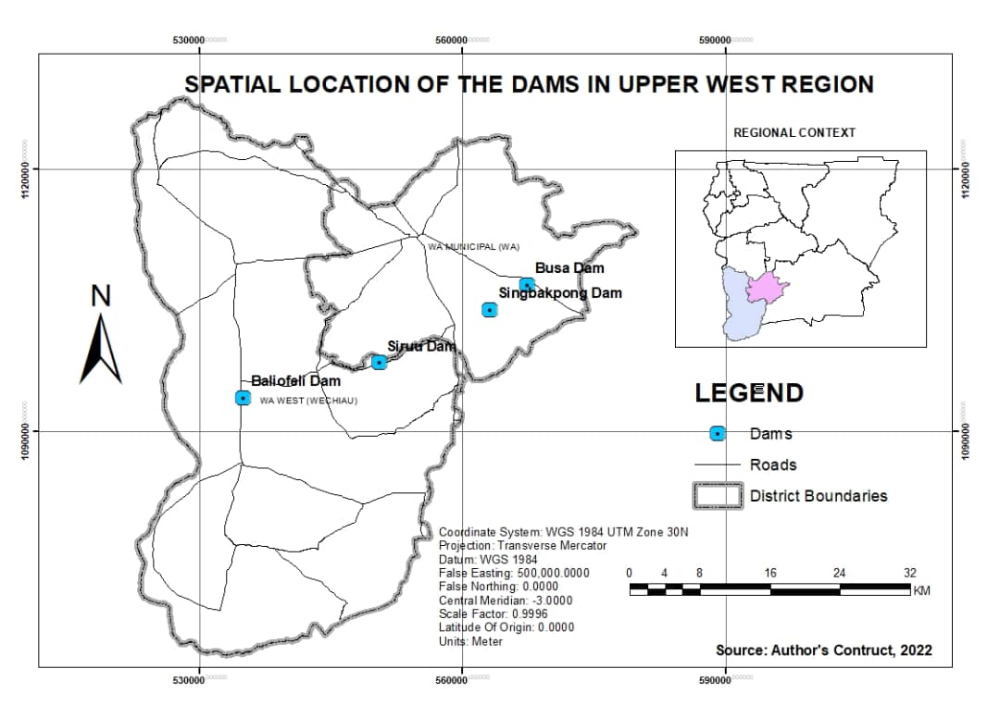 530000 560000 590000
SPATIAL LOCATION OF THE DAMS IN UPPER WEST REGION
REGIONAL CONTEXT
1120000
1120000
WA MUNICIPAL (WA)
Busa Dam
Singbakpong Dam
N
Siruu Dam
Baliofeli Dam
WA WEST (WECHIAU)
LEGEND
1090000
1090000
Dams
Roads
District Boundaries
Coordinate System: WGS 1984 UTM Zone 30N
Projection: Transverse Mercator
Datum: WGS 1984
False Easting: 500,000.0000
False Northing: 0.0000
Central Meridian: -3.0000
Scale Factor: 0.9996
Latitude Of Origin: 0.0000
Units: Meter
0 4 8 16 24 32
KM
Source: Author's Contruct, 2022
530000 560000 590000